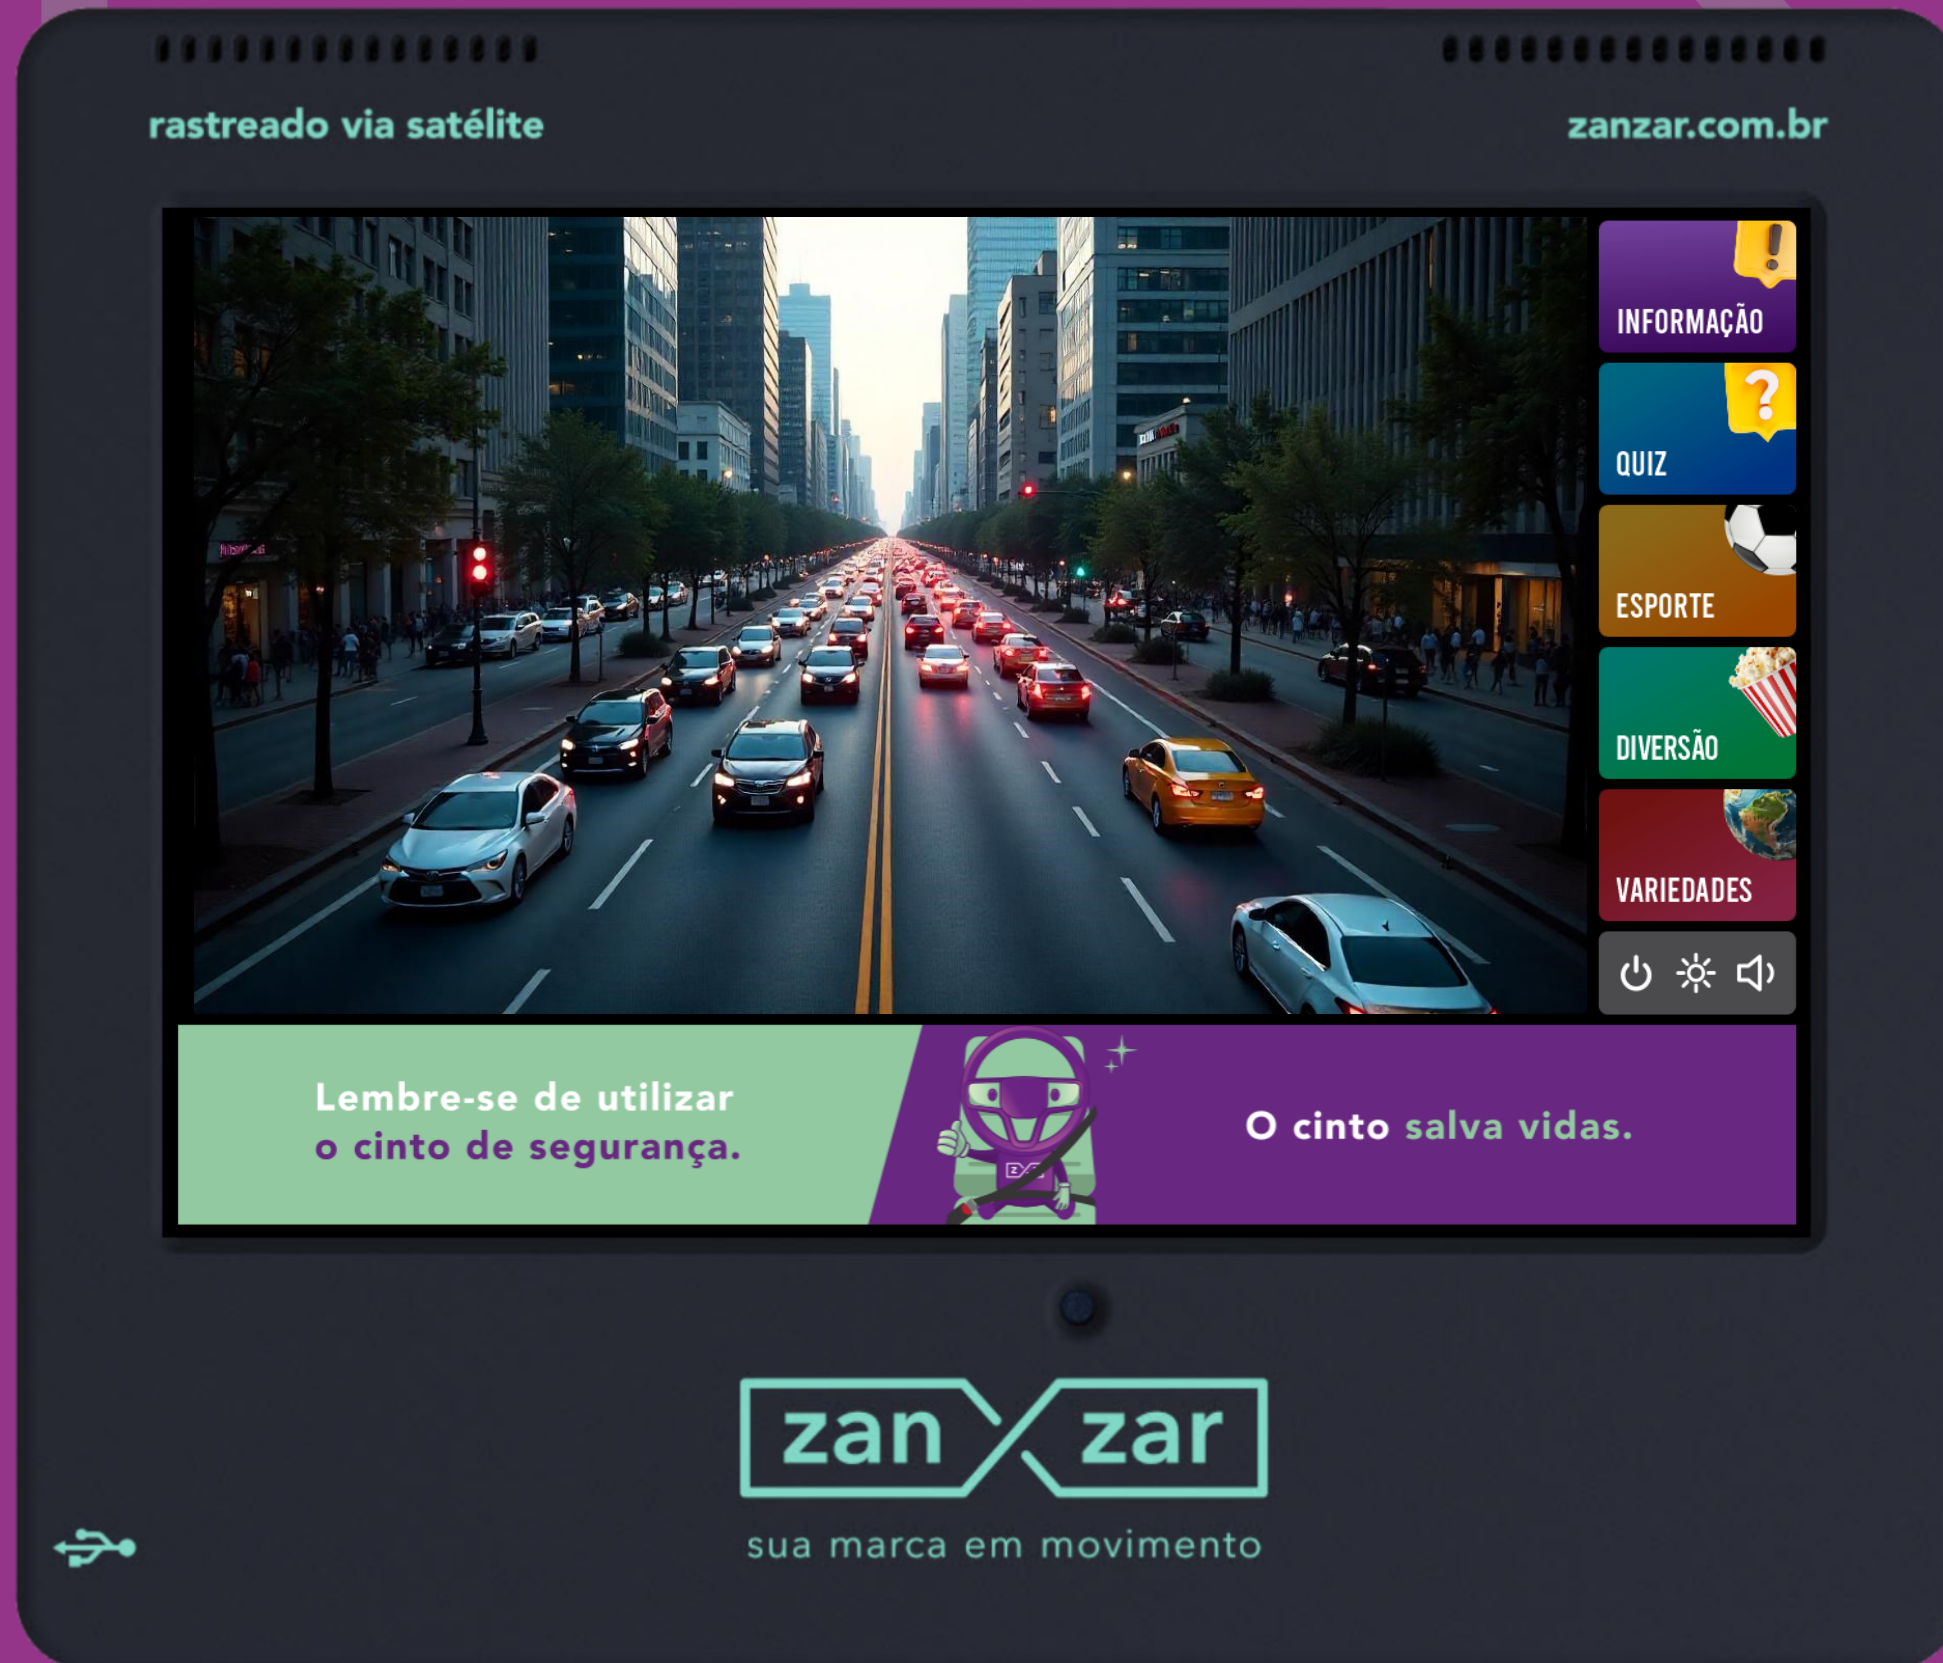 rastreado via satélite
zanzar.com.br
INFORMAÇÃO
QUIZ
ESPORTE
DIVERSÃO
VARIEDADES
Lembre-se de utilizar
o cinto de segurança.
O cinto salva vidas.
zan zar
sua marca em movimento